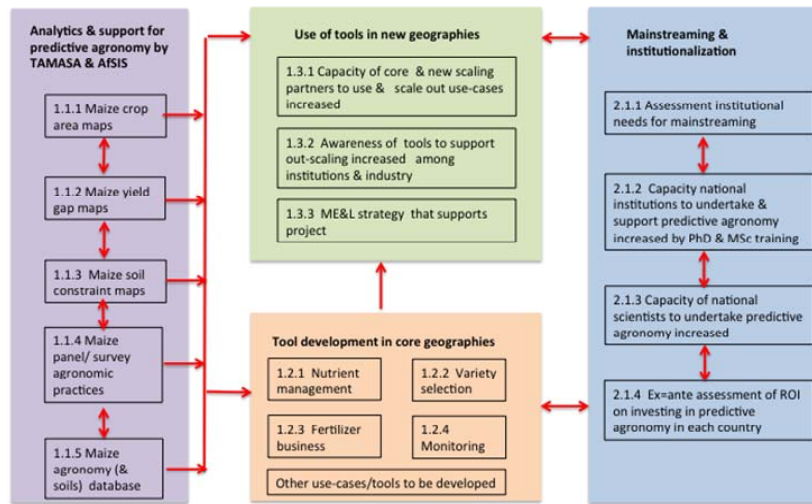 Analytics & support for
predictive agronomy by
TAMASA & AfSIS
1.1.1 Maize crop
area maps
1.1.2 Maize yield
gap maps
1.1.3 Maize soil
constraint maps
1.1.4 Maize
panel/ survey
agronomic
practices
1.1.5 Maize
agronomy (&
soils) database
Use of tools in new geographies
1.3.1 Capacity of core & new scaling
partners to use & scale out use-cases
increased
1.3.2 Awareness of tools to support
out-scaling increased among
institutions & industry
1.3.3 ME&L strategy that supports
project
Tool development in core geographies
1.2.1 Nutrient
management
1.2.2 Variety
selection
1.2.3 Fertilizer
business
1.2.4
Monitoring
Other use-cases/tools to be developed
Mainstreaming &
institutionalization
2.1.1 Assessment institutional
needs for mainstreaming
2.1.2 Capacity national
institutions to undertake &
support predictive agronomy
increased by PhD & MSc training
2.1.3 Capacity of national
scientists to undertake predictive
agronomy increased
2.1.4 Ex=ante assessment of ROI
on investing in predictive
agronomy in each country